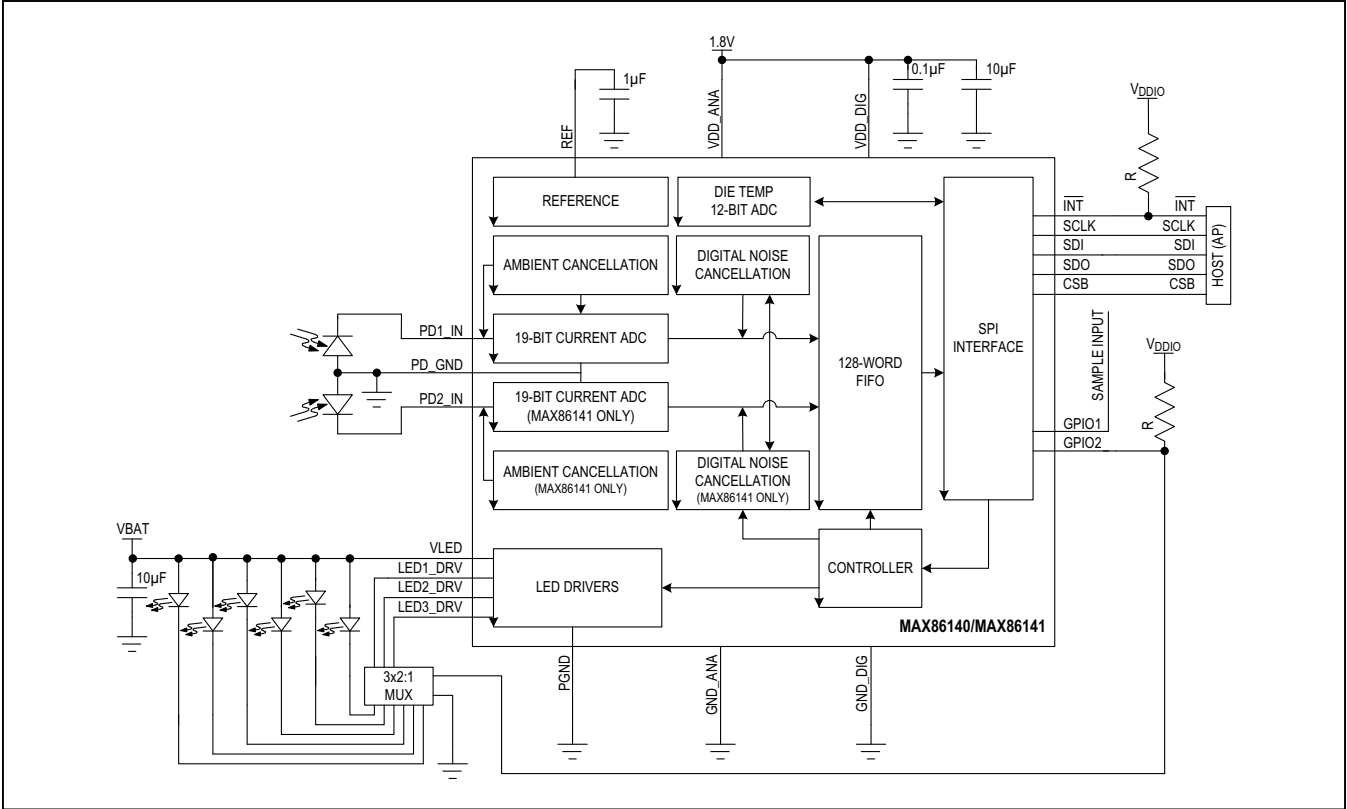 1.8V
1µF
0.1µF
10µF
VDDIO
REF
VDD_ANA
VDD_DIG
R
REFERENCE
DIE TEMP
12-BIT ADC
INT
INT
SCLK
SCLK
SDI
SDI
SDO
SDO
CSB
CSB
HOST (AP)
AMBIENT CANCELLATION
DIGITAL NOISE
CANCELLATION
SPI
INTERFACE
PD1_IN
19-BIT CURRENT ADC
128-WORD
FIFO
SAMPLE INPUT
VDDIO
PD_GND
PD2_IN
19-BIT CURRENT ADC
(MAX86141 ONLY)
R
GPIO1
GPIO2
AMBIENT CANCELLATION
(MAX86141 ONLY)
DIGITAL NOISE
CANCELLATION
(MAX86141 ONLY)
VBAT
10µF
VLED
LED1_DRV
LED2_DRV
LED3_DRV
LED DRIVERS
CONTROLLER
MAX86140/MAX86141
3x2:1
MUX
PGND
GND_ANA
GND_DIG